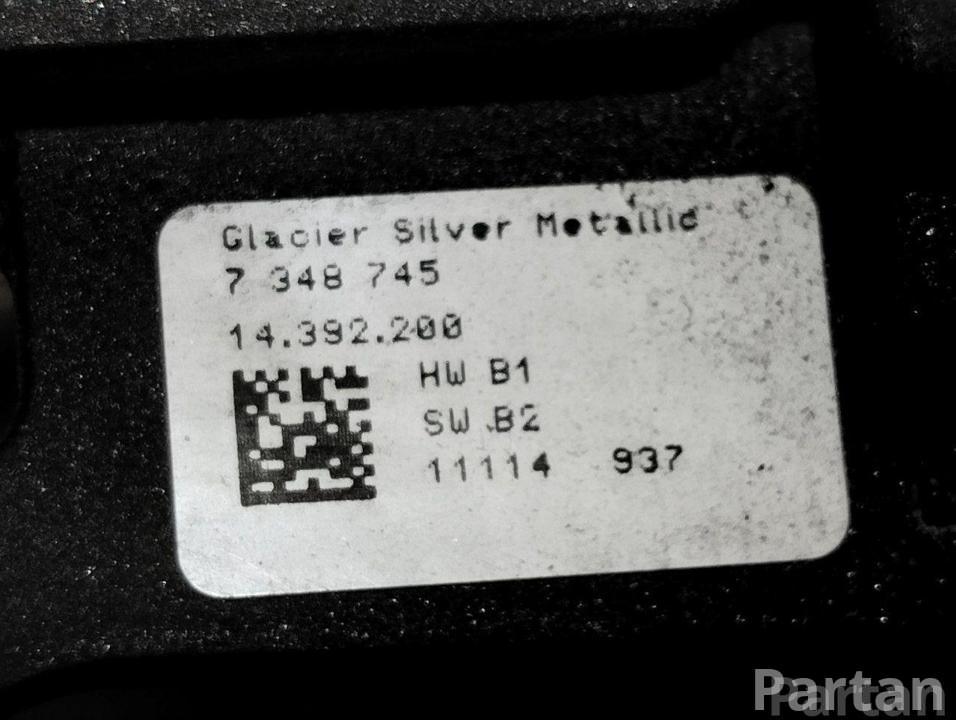 Glacier Silver Metallic
7 348 745
14.392.200
HW B1
SW B2
11114 937
Partan